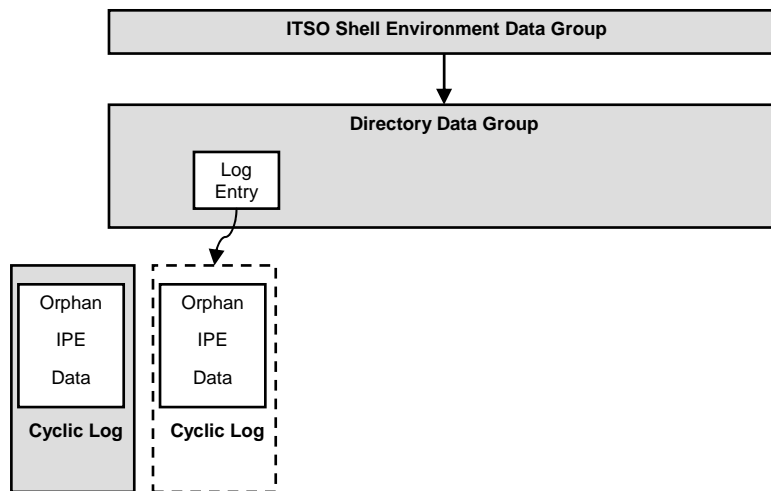 ITSO Shell Environment Data Group
Directory Data Group
Log
Entry
Orphan
IPE
Data
Cyclic Log
Orphan
IPE
Data
Cyclic Log